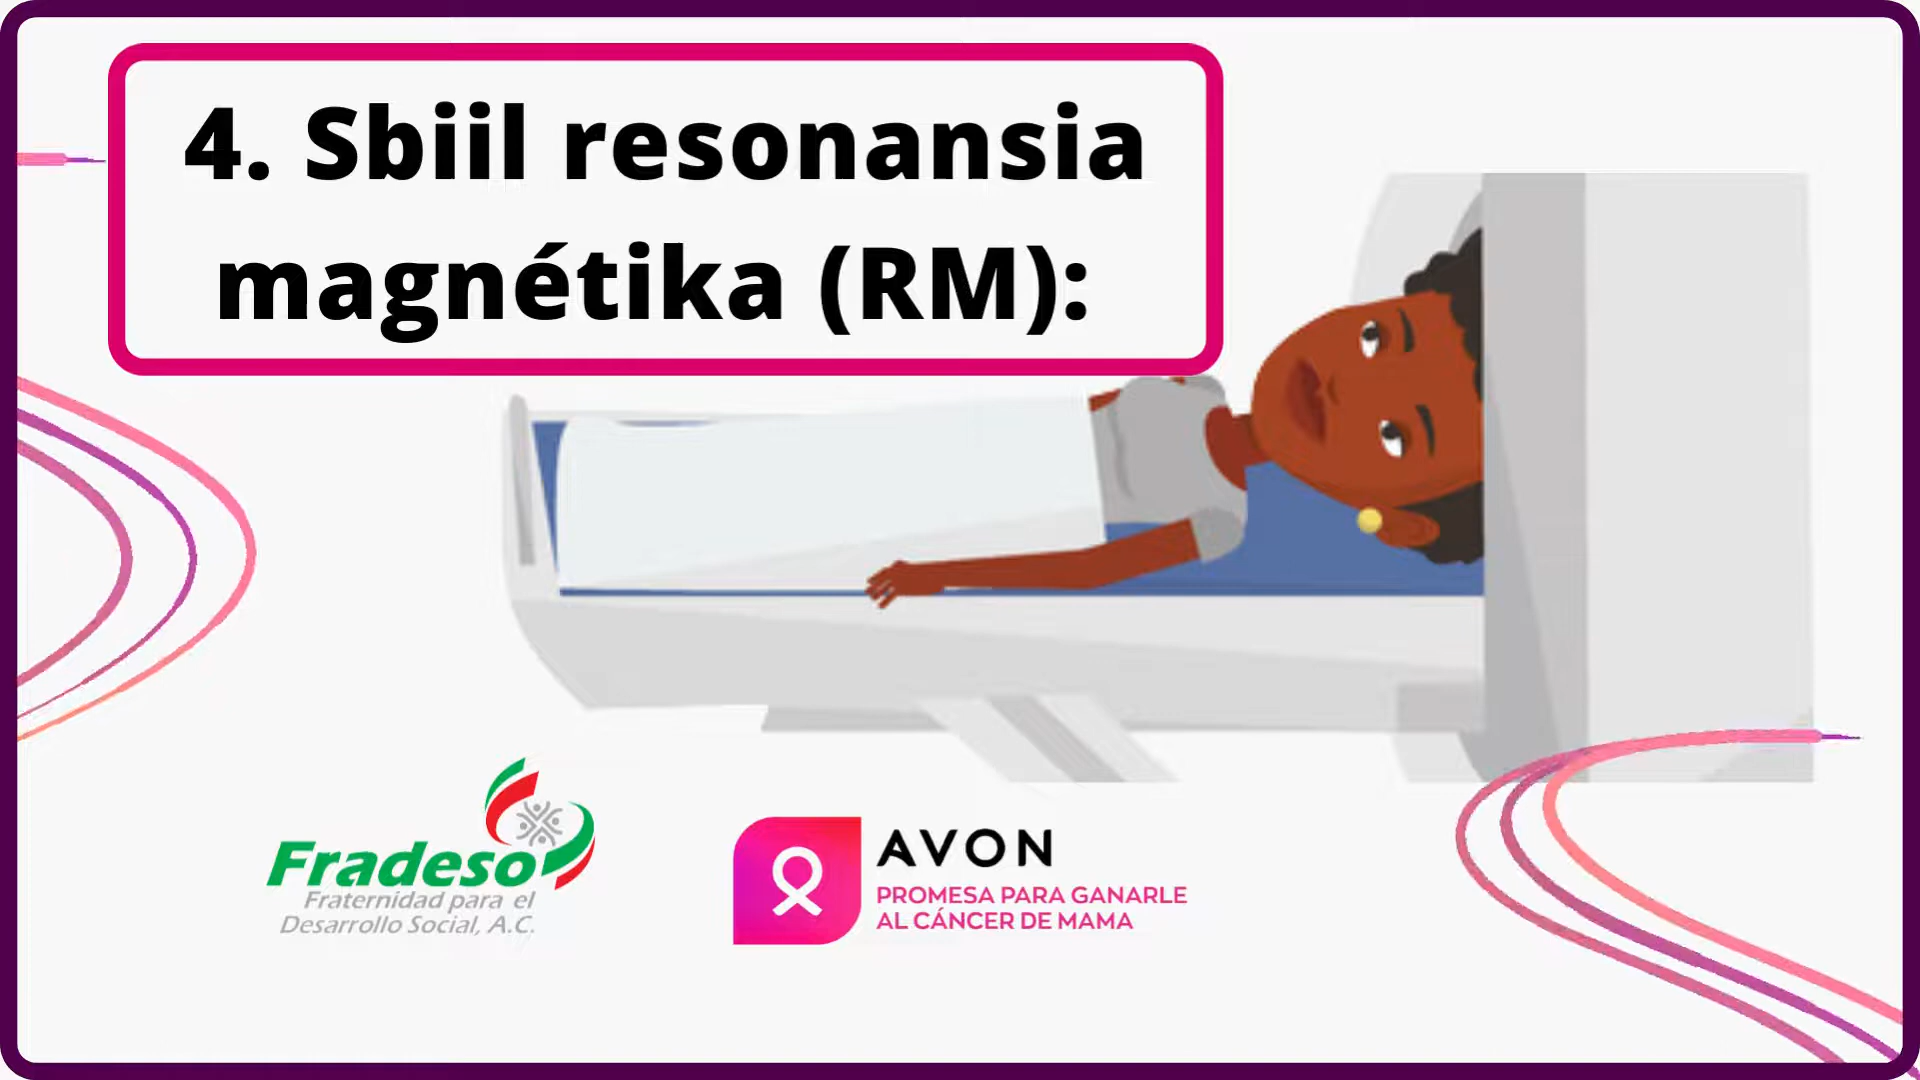 4. Sbiil resonansia
magnétika (RM):
Fradeso
Fraternidad para el
Desarrollo Social, A.C.
AVON
PROMESA PARA GANARLE
AL CÁNCER DE MAMA